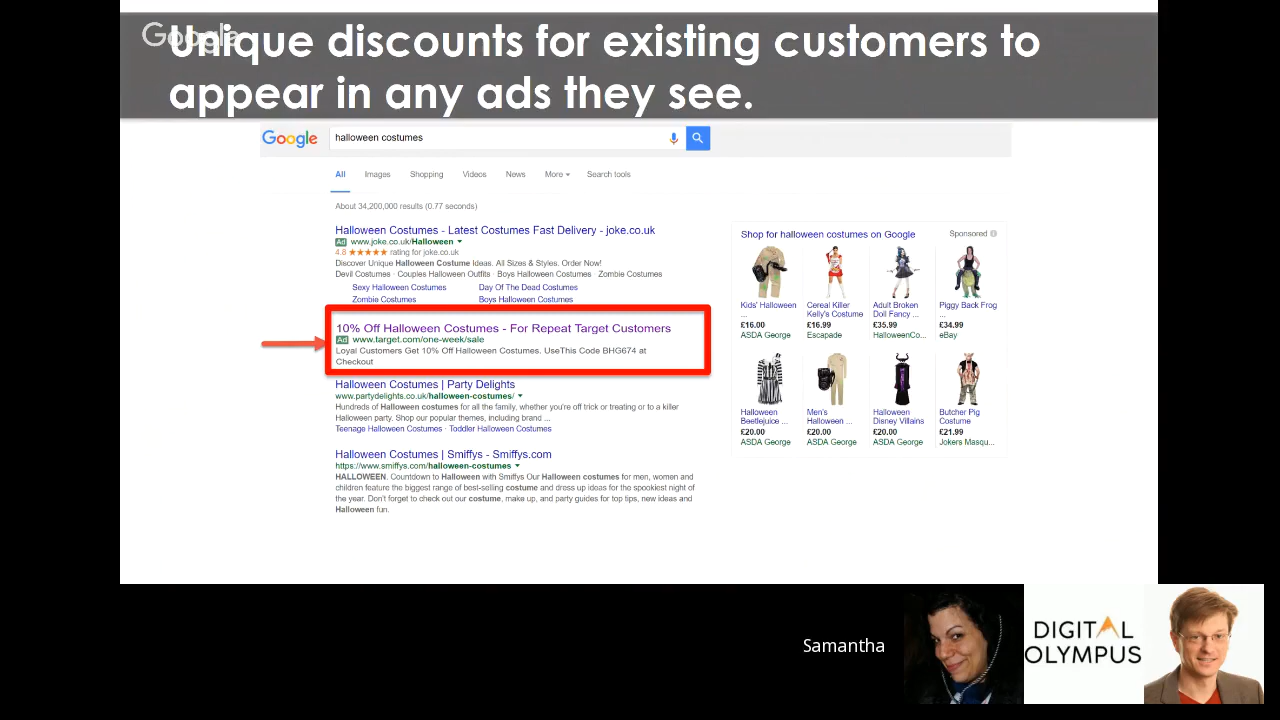 Google
Unique discounts for existing customers to
appear in any ads they see.
Google
halloween costumes
All Images Shopping Videos News More Search tools
About 34,200,000 results (0.77 seconds)
Halloween Costumes - Latest Costumes Fast Delivery - joke.co.uk
Ad www.joke.co.uk/Halloween
4.8 ★★★★★ rating for joke.co.uk
Discover Unique Halloween Costume Ideas. All Sizes & Styles. Order Now!
Devil Costumes · Couples Halloween Outfits · Boys Halloween Costumes · Zombie Costumes
Sexy Halloween Costumes Day Of The Dead Costumes
Zombie Costumes Boys Halloween Costumes
10% Off Halloween Costumes - For Repeat Target Customers
Ad www.target.com/one-week/sale
Loyal Customers Get 10% Off Halloween Costumes. UseThis Code BHG674 at
Checkout
Halloween Costumes | Party Delights
www.partydelights.co.uk/halloween-costumes/
Hundreds of Halloween costumes for all the family, whether you're off trick or treating or to a killer
Halloween party. Shop our popular themes, including brand ...
Teenage Halloween Costumes · Toddler Halloween Costumes
Halloween Costumes | Smiffys - Smiffys.com
https://www.smiffys.com/halloween-costumes
HALLOWEEN. Countdown to Halloween with Smiffys Our Halloween costumes for men, women and
children feature the biggest range of best-selling costume and dress up ideas for the spookiest night of
the year. Don't forget to check out our costume, make up, and party guides for top tips, new ideas and
Halloween fun.
Shop for halloween costumes on Google Sponsored
Kids' Halloween Cereal Killer Adult Broken Piggy Back Frog
... Kelly's Costume Doll Fancy ... ...
£16.00 £16.99 £35.99 £34.99
ASDA George Escapade HalloweenCo... eBay
Halloween Men's Halloween Butcher Pig
Beetlejuice ... Halloween ... Disney Villains Costume
£20.00 £20.00 £20.00 £21.99
ASDA George ASDA George ASDA George Jokers Masqu...
Samantha
DIGITAL
OLYMPUS